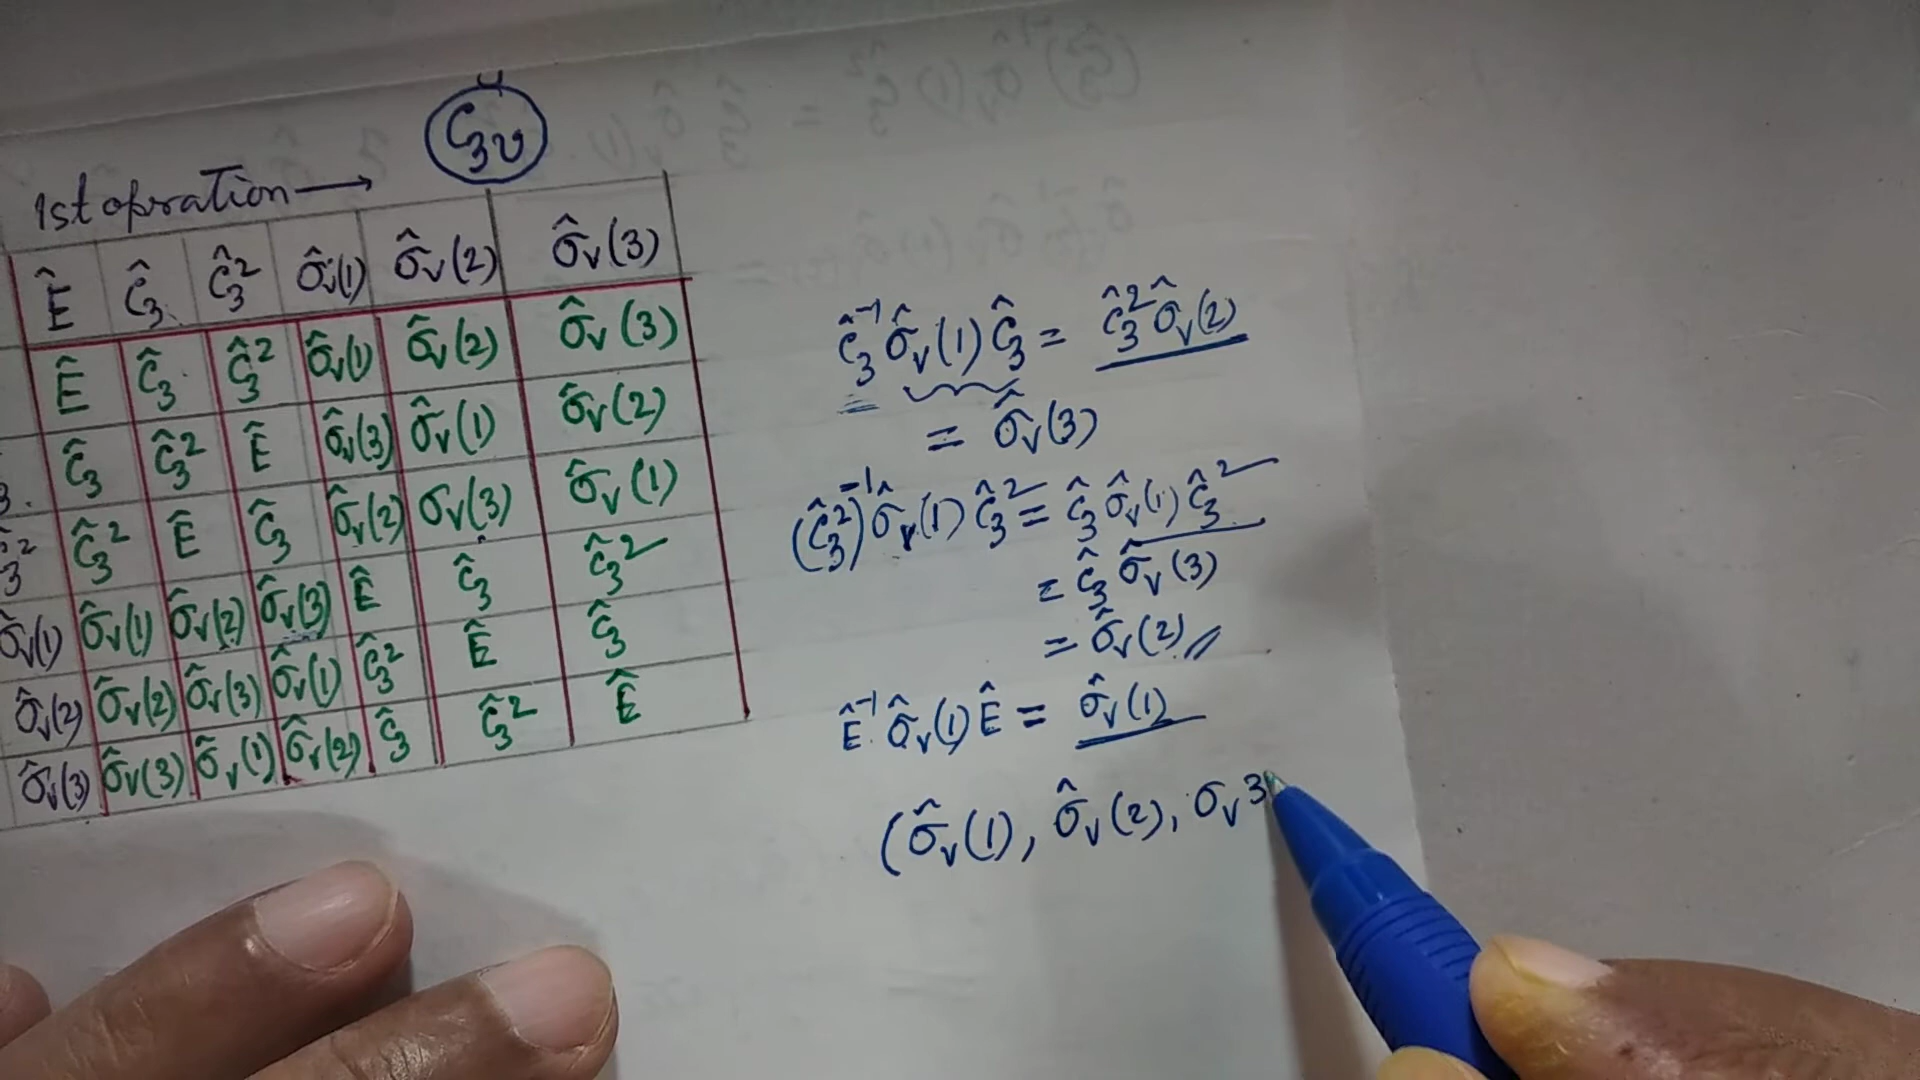 C₃v
1st opration →
Ê Ĉ₃ Ĉ₃² σ̂v(1) σ̂v(2) σ̂v(3)
Ê Ĉ₃ Ĉ₃² σ̂v(1) σ̂v(2) σ̂v(3)
3. Ĉ₃ Ĉ₃² Ê σ̂v(3) σ̂v(1) σ̂v(2)
Ĉ₃² Ĉ₃² Ê Ĉ₃ σ̂v(2) σv(3) σ̂v(1)
σ̂v(1) σ̂v(1) σ̂v(2) σ̂v(3) Ê Ĉ₃ Ĉ₃²
σ̂v(2) σ̂v(2) σ̂v(3) σ̂v(1) Ĉ₃² Ê Ĉ₃
σ̂v(3) σ̂v(3) σ̂v(1) σ̂v(2) Ĉ₃ Ĉ₃² Ê
Ĉ₃⁻¹ σ̂v(1) Ĉ₃ = Ĉ₃² σ̂v(2)
= σ̂v(3)
(Ĉ₃²)⁻¹ σ̂v(1) Ĉ₃² = Ĉ₃ σ̂v(1) Ĉ₃²
= Ĉ₃ σ̂v(3)
= σ̂v(2)
Ê⁻¹ σ̂v(1) Ê = σ̂v(1)
(σ̂v(1), σ̂v(2), σv3